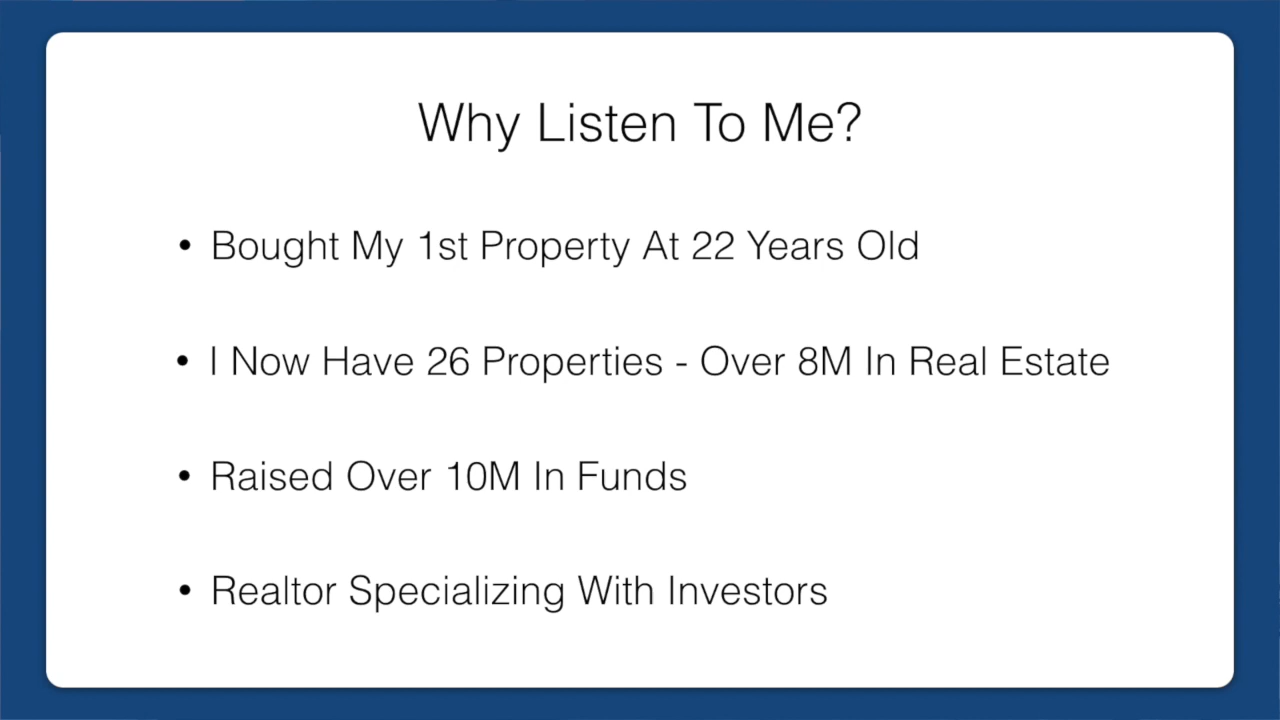 Why Listen To Me?
• Bought My 1st Property At 22 Years Old
• I Now Have 26 Properties - Over 8M In Real Estate
• Raised Over 10M In Funds
• Realtor Specializing With Investors